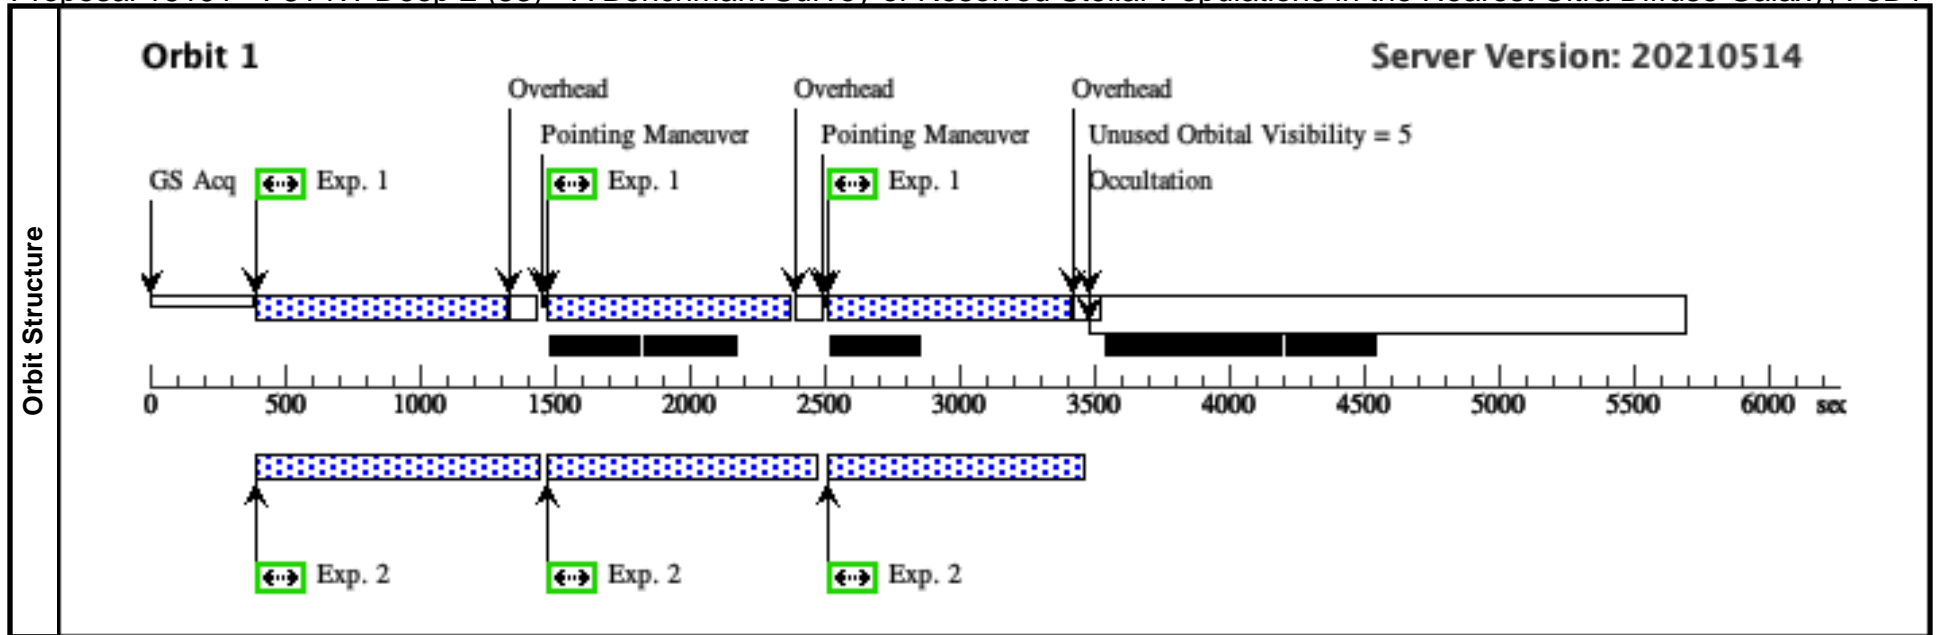 Orbit Structure
Orbit 1
Server Version: 20210514
Overhead
Overhead
Overhead
Pointing Maneuver
Pointing Maneuver
Unused Orbital Visibility = 5
GS Acq
Exp. 1
Exp. 1
Exp. 1
Occultation
0 500 1000 1500 2000 2500 3000 3500 4000 4500 5000 5500 6000 sec
Exp. 2
Exp. 2
Exp. 2